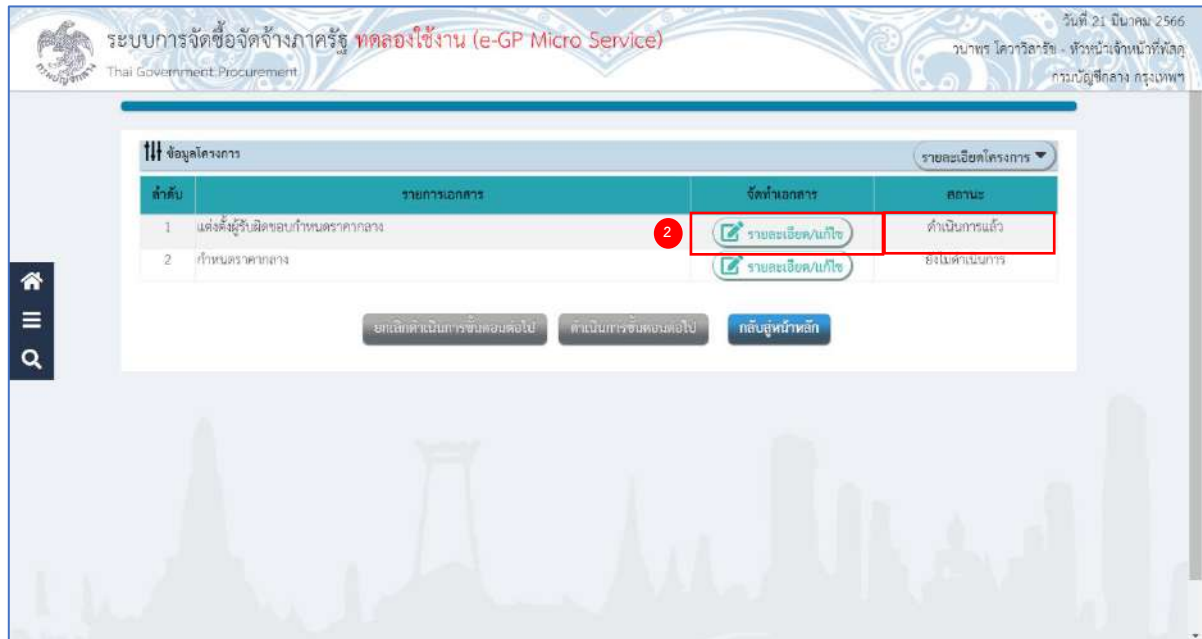 วันที่ 21 มีนาคม 2566
ระบบการจัดซื้อจัดจ้างภาครัฐ ทดลองใช้งาน (e-GP Micro Service)
วนาพร โควาวิสารัช - หัวหน้าเจ้าหน้าที่พัสดุ
Thai Government Procurement
กรมบัญชีกลาง กรุงเทพฯ
กรมบัญชีกลาง
ข้อมูลโครงการ รายละเอียดโครงการ
ลำดับ รายการเอกสาร จัดทำเอกสาร สถานะ
1 แต่งตั้งผู้รับผิดชอบกำหนดราคากลาง 2 รายละเอียด/แก้ไข ดำเนินการแล้ว
2 กำหนดราคากลาง รายละเอียด/แก้ไข ยังไม่ดำเนินการ
ยกเลิกดำเนินการขั้นตอนต่อไป ดำเนินการขั้นตอนต่อไป กลับสู่หน้าหลัก